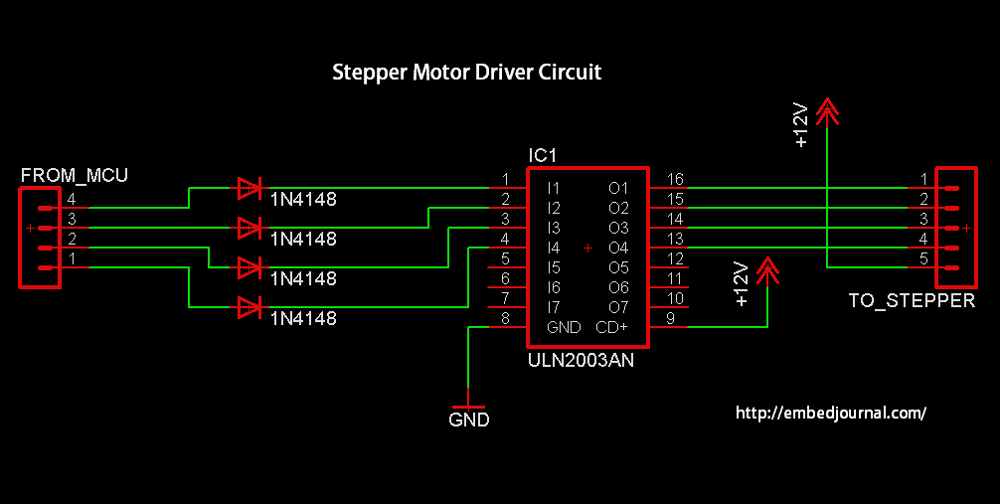 Stepper Motor Driver Circuit
+12V
IC1
FROM_MCU
4
3
2
1
1N4148
1N4148
1N4148
1N4148
1 I1 O1 16
2 I2 O2 15
3 I3 O3 14
4 I4 O4 13
5 I5 O5 12
6 I6 O6 11
7 I7 O7 10
8 GND CD+ 9
ULN2003AN
GND
+12V
1
2
3
4
5
TO_STEPPER
http://embedjournal.com/